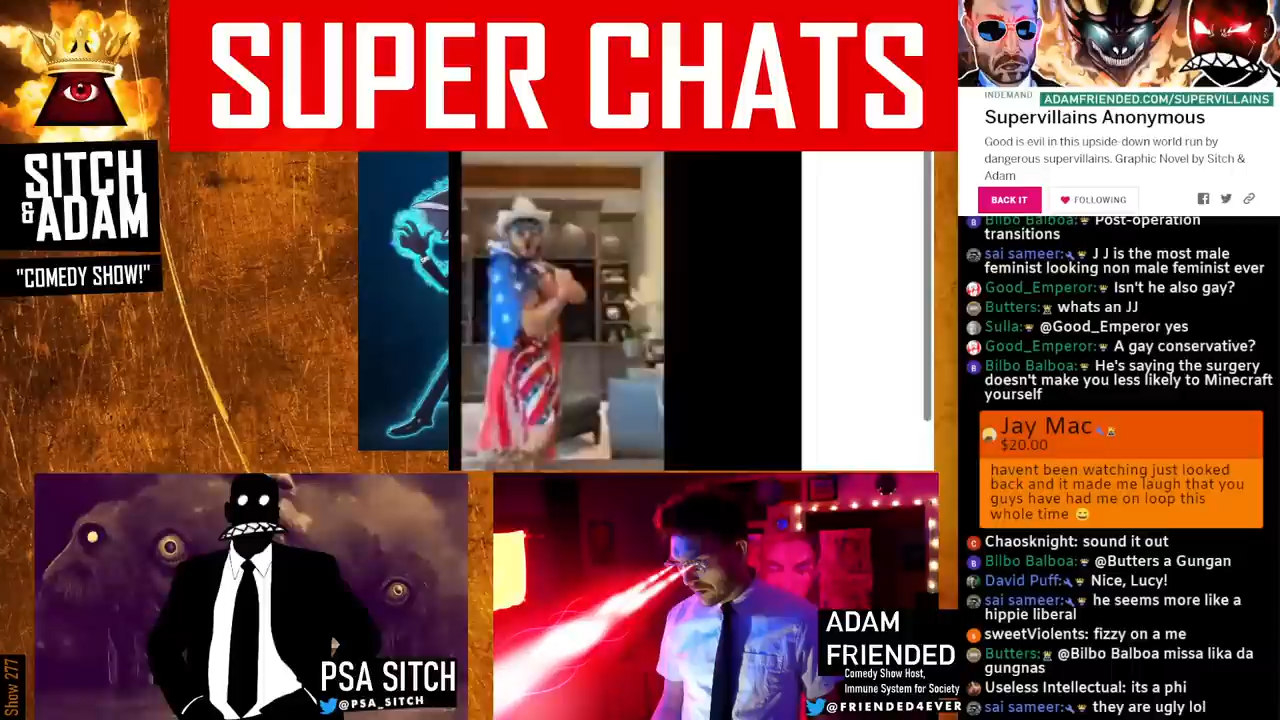 SUPER CHATS
SITCH
& ADAM
"COMEDY SHOW!"
INDEMAND
ADAMFRIENDED.COM/SUPERVILLAINS
Supervillains Anonymous
Good is evil in this upside-down world run by
dangerous supervillains. Graphic Novel by Sitch &
Adam
BACK IT
FOLLOWING
Bilbo Balboa: Post-operation
transitions
sai sameer: J J is the most male
feminist looking non male feminist ever
Good_Emperor: Isn't he also gay?
Butters: whats an JJ
Sulla: @Good_Emperor yes
Good_Emperor: A gay conservative?
Bilbo Balboa: He's saying the surgery
doesn't make you less likely to Minecraft
yourself
Jay Mac
$20.00
havent been watching just looked
back and it made me laugh that you
guys have had me on loop this
whole time 😄
Chaosknight: sound it out
Bilbo Balboa: @Butters a Gungan
David Puff: Nice, Lucy!
sai sameer: he seems more like a
hippie liberal
sweetViolents: fizzy on me
Butters: @Bilbo Balboa missa lika da
gungnas
Useless Intellectual: its a phi
sai sameer: they are ugly lol
Show 277
PSA SITCH
@PSA_SITCH
ADAM
FRIENDED
Comedy Show Host,
Immune System for Society
@FRIENDED4EVER